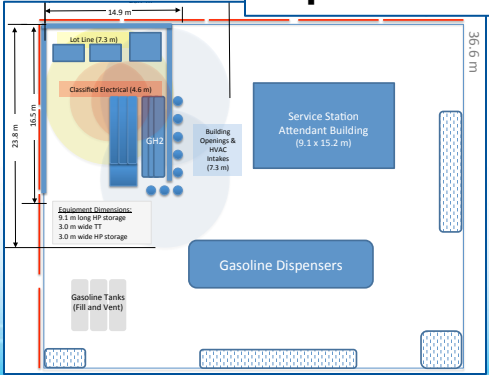 14.9 m
Lot Line (7.3 m)
36.6 m
Classified Electrical (4.6 m)
16.5 m
23.8 m
GH2
Building
Openings &
HVAC
Intakes
(7.3 m)
Service Station
Attendant Building
(9.1 x 15.2 m)
Equipment Dimensions:
9.1 m long HP storage
3.0 m wide TT
3.0 m wide HP storage
Gasoline Dispensers
Gasoline Tanks
(Fill and Vent)